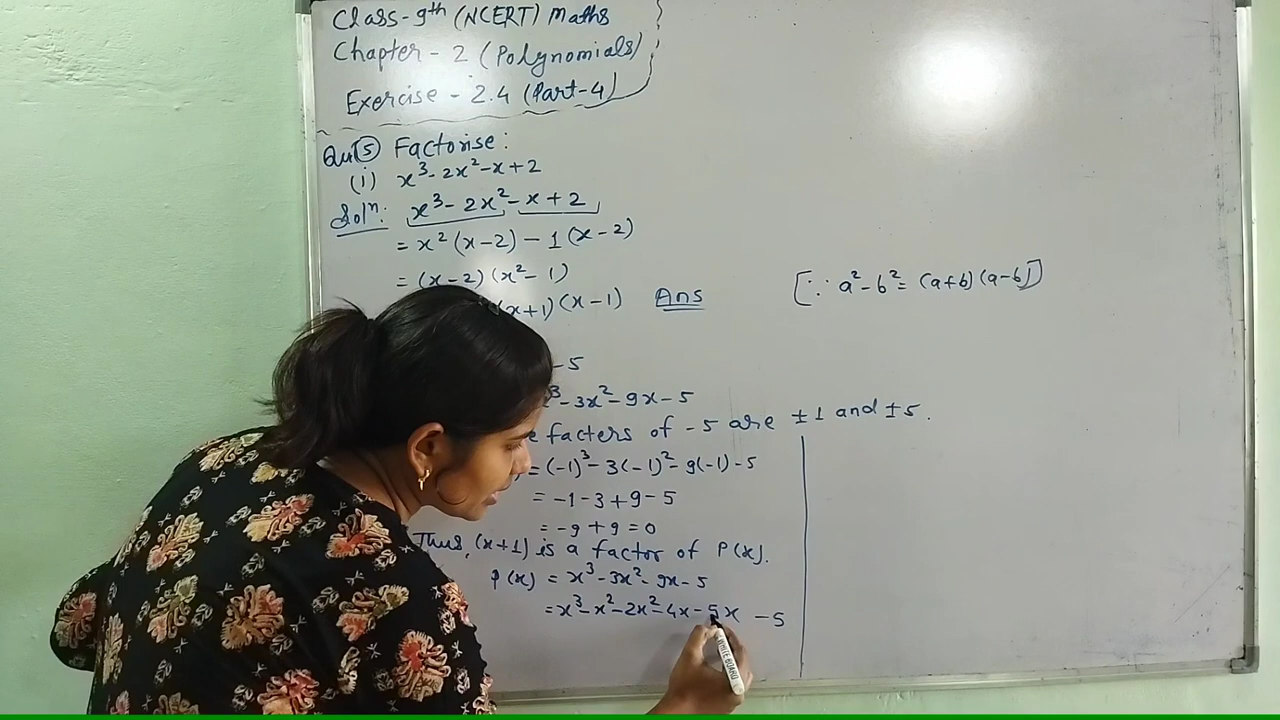 Class-9th (NCERT) Maths
Chapter - 2 (Polynomials)
Exercise - 2.4 (Part-4)
Qu⑤ Factorise:
(i) x³-2x²-x+2
Solⁿ: x³-2x²-x+2
= x²(x-2) - 1(x-2)
= (x-2)(x²-1)
(x+1)(x-1) Ans [∵ a²-b²= (a+b)(a-b)]
-5
-3x²-9x-5
factors of -5 are ±1 and ±5.
=(-1)³-3(-1)²-9(-1)-5
= -1-3+9-5
= -9+9=0
Thus, (x+1) is a factor of P(x).
P(x) = x³-3x²-9x-5
=x³-x²-2x²-4x-5x -5
WHITE BOARD